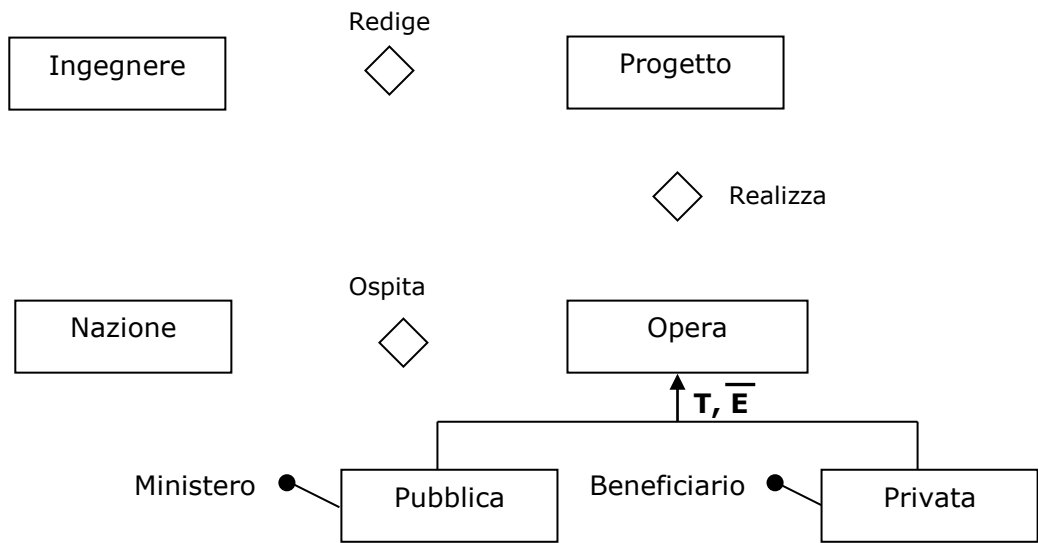 Redige
Ingegnere
Progetto
Realizza
Ospita
Nazione
Opera
T, E̅
Ministero
Pubblica
Beneficiario
Privata